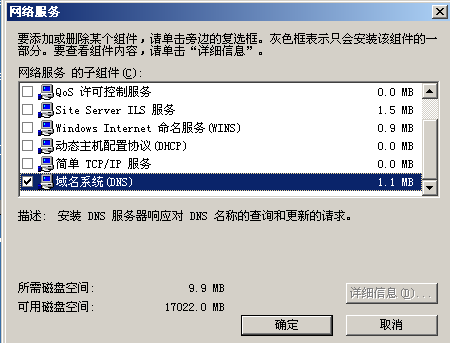 网络服务
要添加或删除某个组件，请单击旁边的复选框。灰色框表示只会安装该组件的一
部分。要查看组件内容，请单击“详细信息”。
网络服务 的子组件(C):
QoS 许可控制服务 0.0 MB
Site Server ILS 服务 1.5 MB
Windows Internet 命名服务(WINS) 0.9 MB
动态主机配置协议(DHCP) 0.0 MB
简单 TCP/IP 服务 0.0 MB
域名系统(DNS) 1.1 MB
描述: 安装 DNS 服务器响应对 DNS 名称的查询和更新的请求。
所需磁盘空间: 9.9 MB
可用磁盘空间: 17022.0 MB
详细信息(D)...
确定 取消